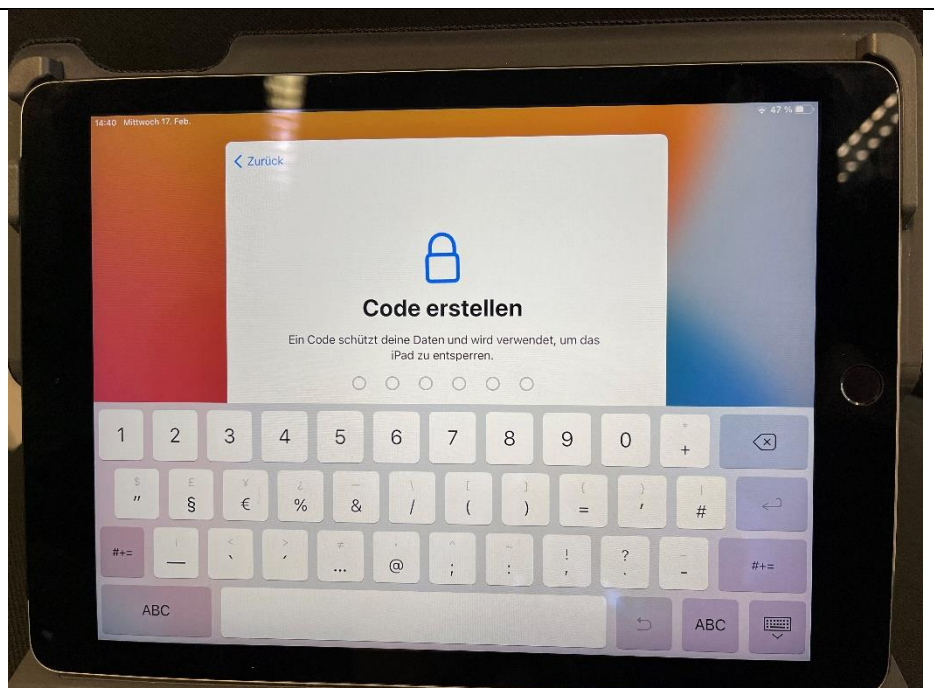 14:40 Mittwoch 17. Feb.
47 %
Zurück
Code erstellen
Ein Code schützt deine Daten und wird verwendet, um das
iPad zu entsperren.
1 2 3 4 5 6 7 8 9 0 +
$ £ ¥ — \ [ ] { } |
" § € % & / ( ) = ' #
#+= _ ` ´ ... @ ; : , . - #+=
< > ≠ ^ ! ?
ABC ABC